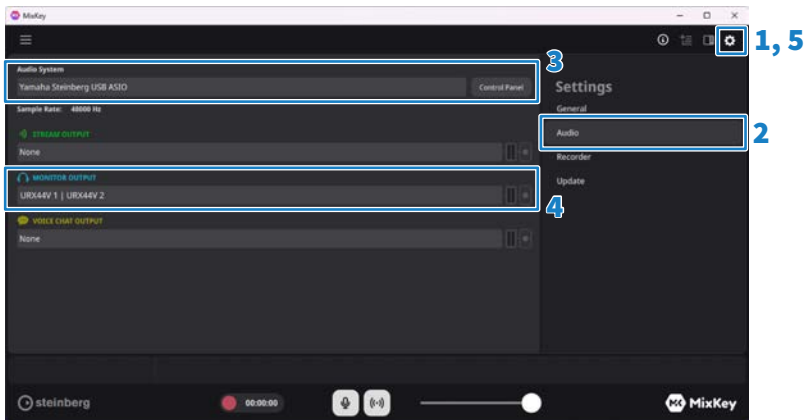 MixKey
1, 5
Audio System
3
Yamaha Steinberg USB ASIO
Control Panel
Settings
Sample Rate: 48000 Hz
General
STREAM OUTPUT
Audio
2
None
Recorder
MONITOR OUTPUT
Update
URX44V 1 | URX44V 2
4
VOICE CHAT OUTPUT
None
steinberg
00:00:00
MixKey